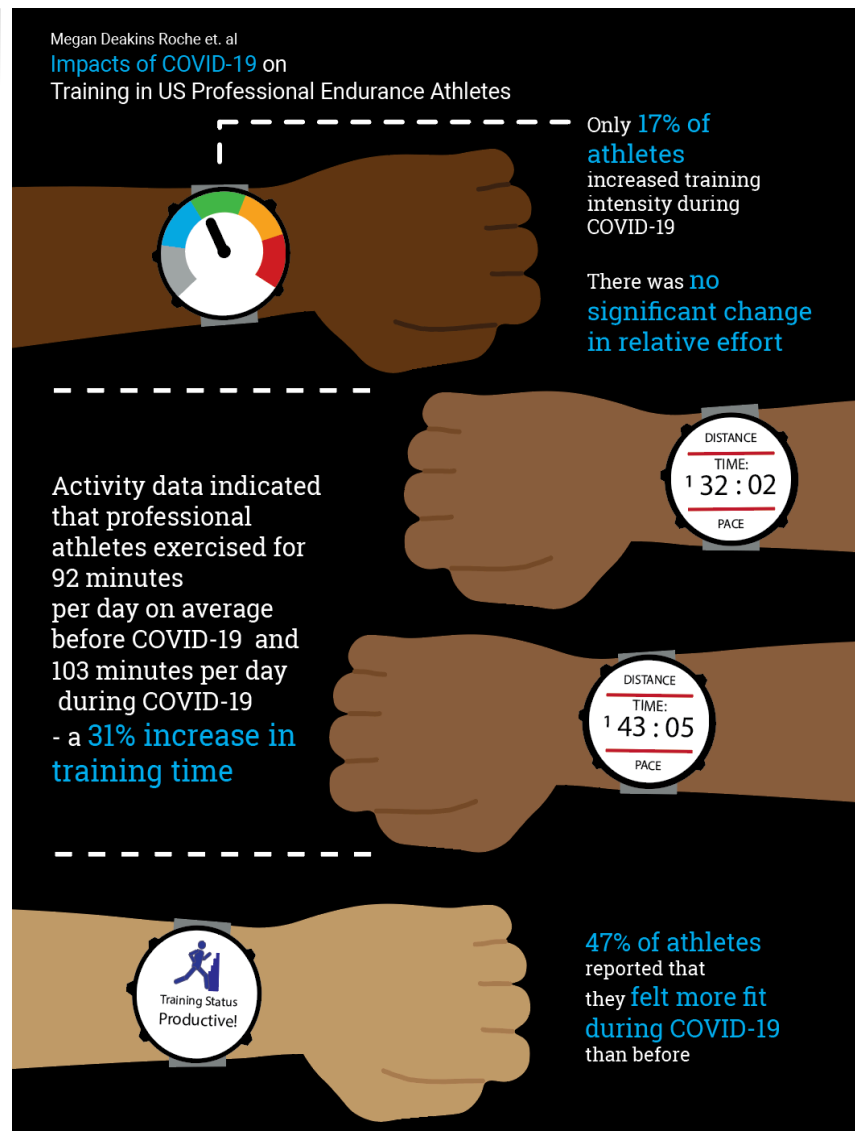 Megan Deakins Roche et. al
Impacts of COVID-19 on
Training in US Professional Endurance Athletes
Only 17% of
athletes
increased training
intensity during
COVID-19
There was no
significant change
in relative effort
DISTANCE
TIME:
1 32 : 02
PACE
Activity data indicated
that professional
athletes exercised for
92 minutes
per day on average
before COVID-19 and
103 minutes per day
during COVID-19
- a 31% increase in
training time
DISTANCE
TIME:
1 43 : 05
PACE
Training Status
Productive!
47% of athletes
reported that
they felt more fit
during COVID-19
than before